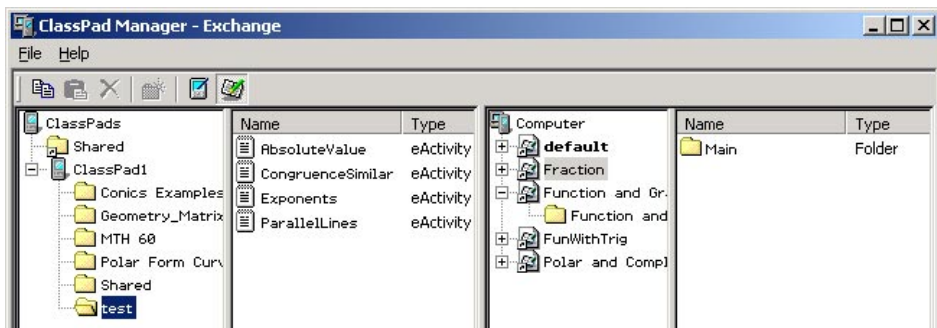 ClassPad Manager - Exchange
File Help
ClassPads
Shared
ClassPad1
Conics Examples
Geometry_Matrix
MTH 60
Polar Form Curv
Shared
test
Name Type
AbsoluteValue eActivity
CongruenceSimilar eActivity
Exponents eActivity
ParallelLines eActivity
Computer
default
Fraction
Function and Gr
Function and
FunWithTrig
Polar and Compl
Name Type
Main Folder